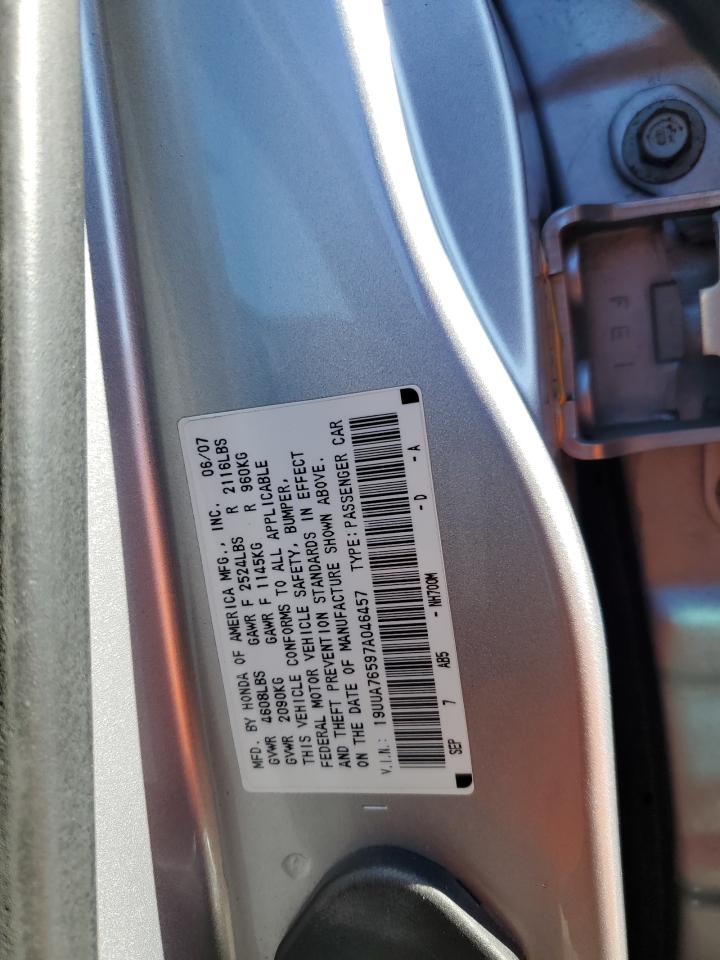 MFD. BY HONDA OF AMERICA MFG., INC. 06/07
GVWR 4608LBS GAWR F 2524LBS R 2116LBS
GVWR 2090KG GAWR F 1145KG R 960KG
THIS VEHICLE CONFORMS TO ALL APPLICABLE
FEDERAL MOTOR VEHICLE SAFETY, BUMPER,
AND THEFT PREVENTION STANDARDS IN EFFECT
ON THE DATE OF MANUFACTURE SHOWN ABOVE.
V.I.N.: 19UUA76597A046457 TYPE:PASSENGER CAR
SEP 7 AB5 - NH700M - D - A
FEI